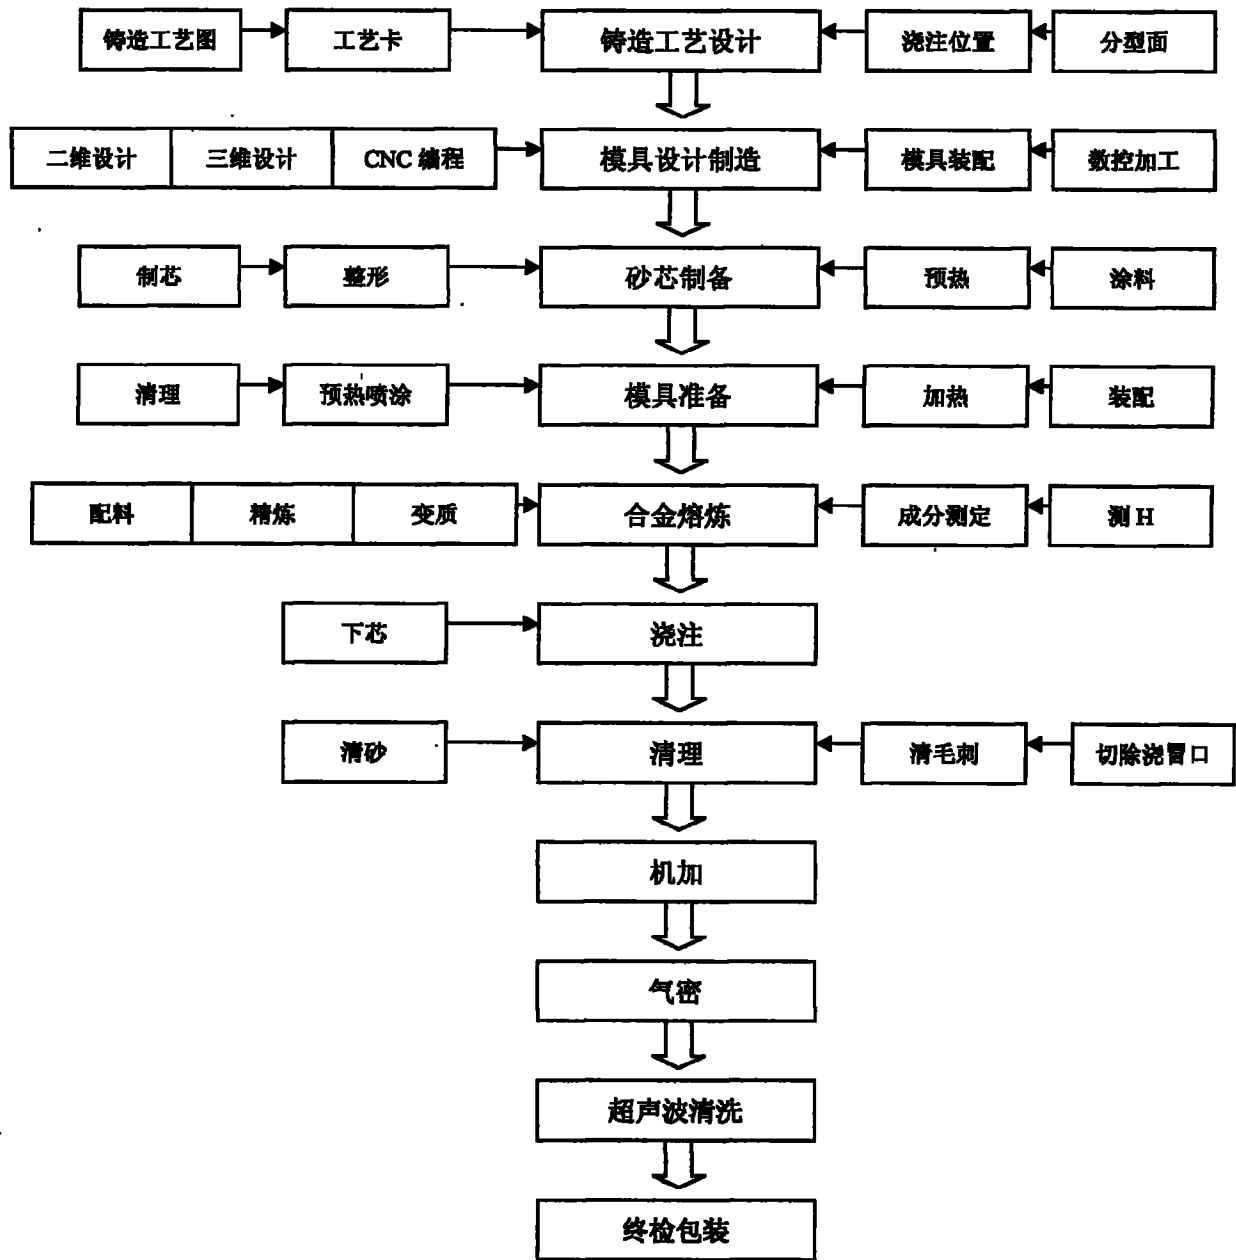 铸造工艺图 工艺卡 铸造工艺设计 浇注位置 分型面
二维设计 三维设计 CNC 编程 模具设计制造 模具装配 数控加工
制芯 整形 砂芯制备 预热 涂料
清理 预热喷涂 模具准备 加热 装配
配料 精炼 变质 合金熔炼 成分测定 测 H
下芯 浇注
清砂 清理 清毛刺 切除浇冒口
机加
气密
超声波清洗
终检包装